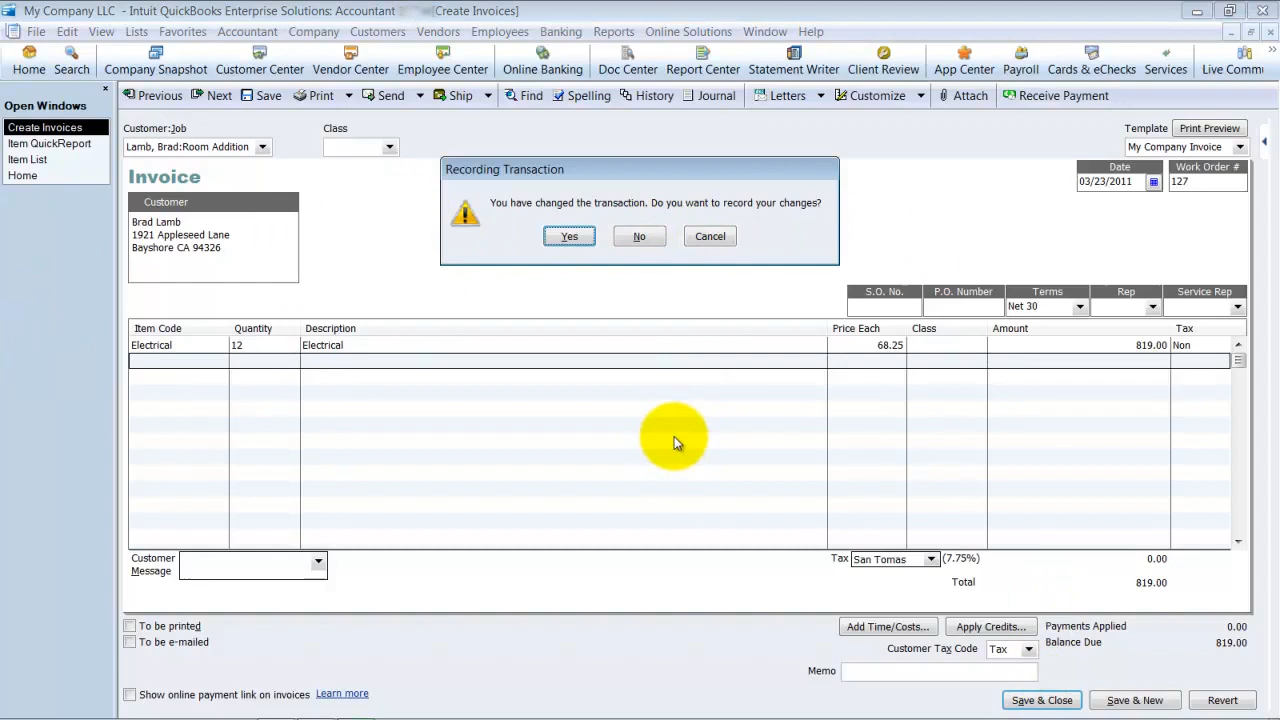 My Company LLC - Intuit QuickBooks Enterprise Solutions: Accountant [Create Invoices]
File Edit View Lists Favorites Accountant Company Customers Vendors Employees Banking Reports Online Solutions Window Help
Home Search Company Snapshot Customer Center Vendor Center Employee Center Online Banking Doc Center Report Center Statement Writer Client Review App Center Payroll Cards & eChecks Services Live Commu
Open Windows
Create Invoices
Item QuickReport
Item List
Home
Previous Next Save Print Send Ship Find Spelling History Journal Letters Customize Attach Receive Payment
Customer:Job Class Template Print Preview
Lamb, Brad:Room Addition My Company Invoice
Recording Transaction
You have changed the transaction. Do you want to record your changes?
Yes No Cancel
Date Work Order #
03/23/2011 127
Invoice
Customer
Brad Lamb
1921 Appleseed Lane
Bayshore CA 94326
S.O. No. P.O. Number Terms Rep Service Rep
Net 30
Item Code Quantity Description Price Each Class Amount Tax
Electrical 12 Electrical 68.25 819.00 Non
Customer Message Tax San Tomas (7.75%) 0.00
Total 819.00
To be printed Add Time/Costs... Apply Credits... Payments Applied 0.00
To be e-mailed Balance Due 819.00
Customer Tax Code Tax
Memo
Show online payment link on invoices Learn more
Save & Close Save & New Revert